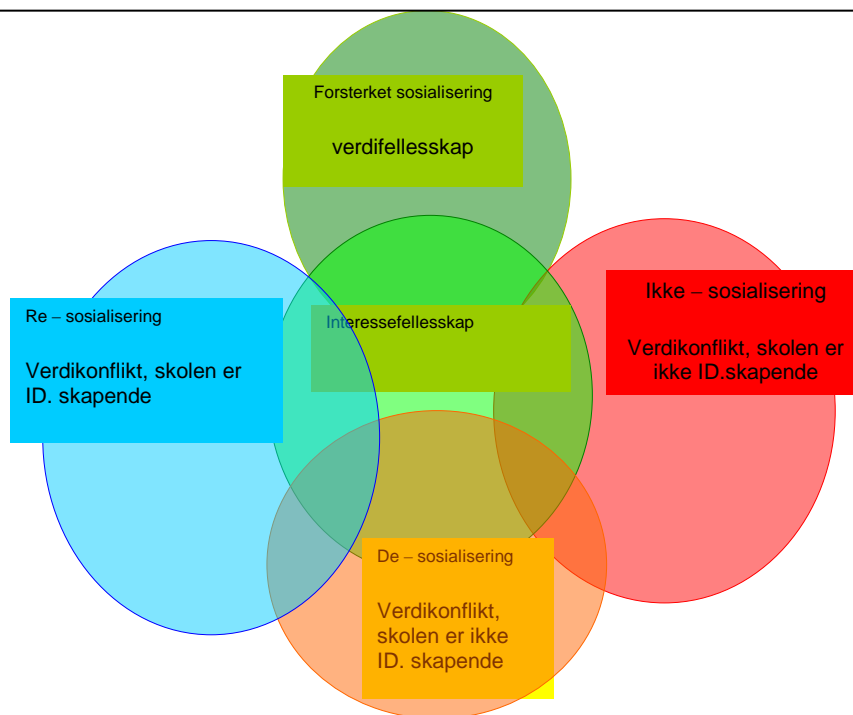 Forsterket sosialisering
verdifellesskap
Re – sosialisering
Verdikonflikt, skolen er
ID. skapende
Interessefellesskap
Ikke – sosialisering
Verdikonflikt, skolen er
ikke ID.skapende
De – sosialisering
Verdikonflikt,
skolen er ikke
ID. skapende